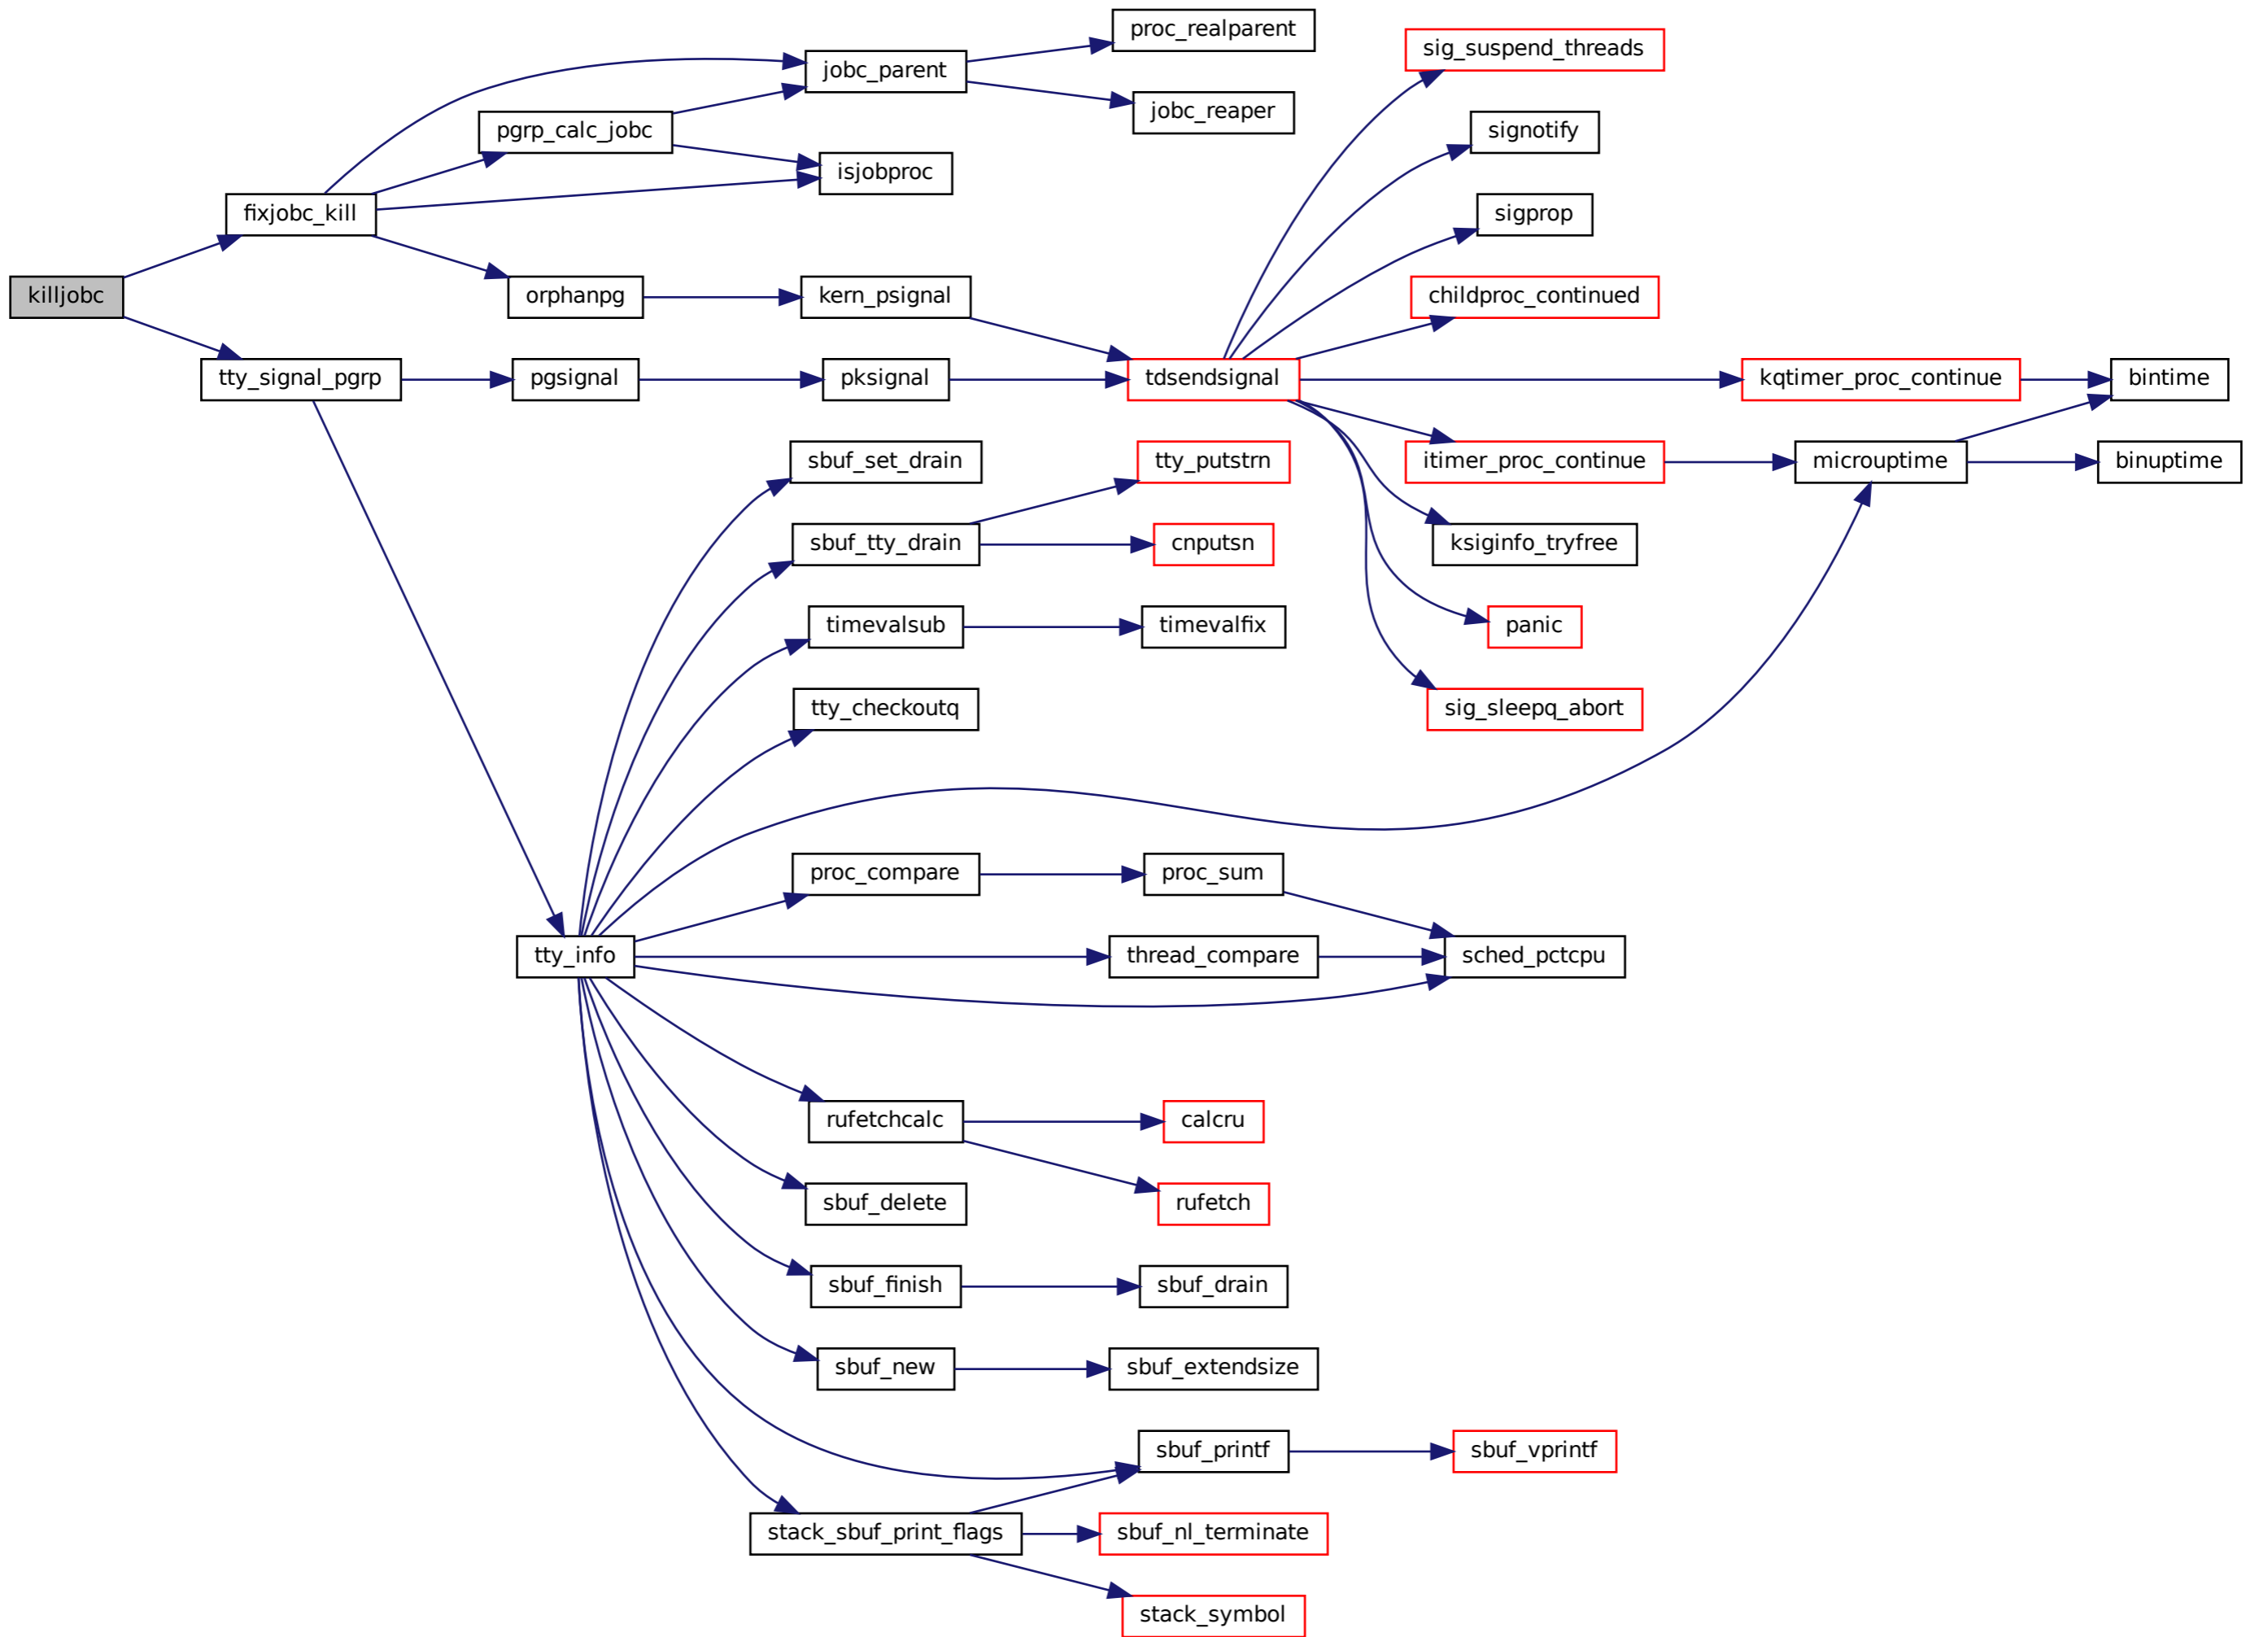 proc_realparent
sig_suspend_threads
jobc_parent
jobc_reaper
pgrp_calc_jobc
signotify
isjobproc
fixjobc_kill
sigprop
killjobc
orphanpg
kern_psignal
childproc_continued
tty_signal_pgrp
pgsignal
pksignal
tdsendsignal
kqtimer_proc_continue
bintime
sbuf_set_drain
tty_putstrn
itimer_proc_continue
microuptime
binuptime
sbuf_tty_drain
cnputsn
ksiginfo_tryfree
timevalsub
timevalfix
panic
tty_checkoutq
sig_sleepq_abort
proc_compare
proc_sum
tty_info
thread_compare
sched_pctcpu
rufetchcalc
calcru
sbuf_delete
rufetch
sbuf_finish
sbuf_drain
sbuf_new
sbuf_extendsize
sbuf_printf
sbuf_vprintf
stack_sbuf_print_flags
sbuf_nl_terminate
stack_symbol